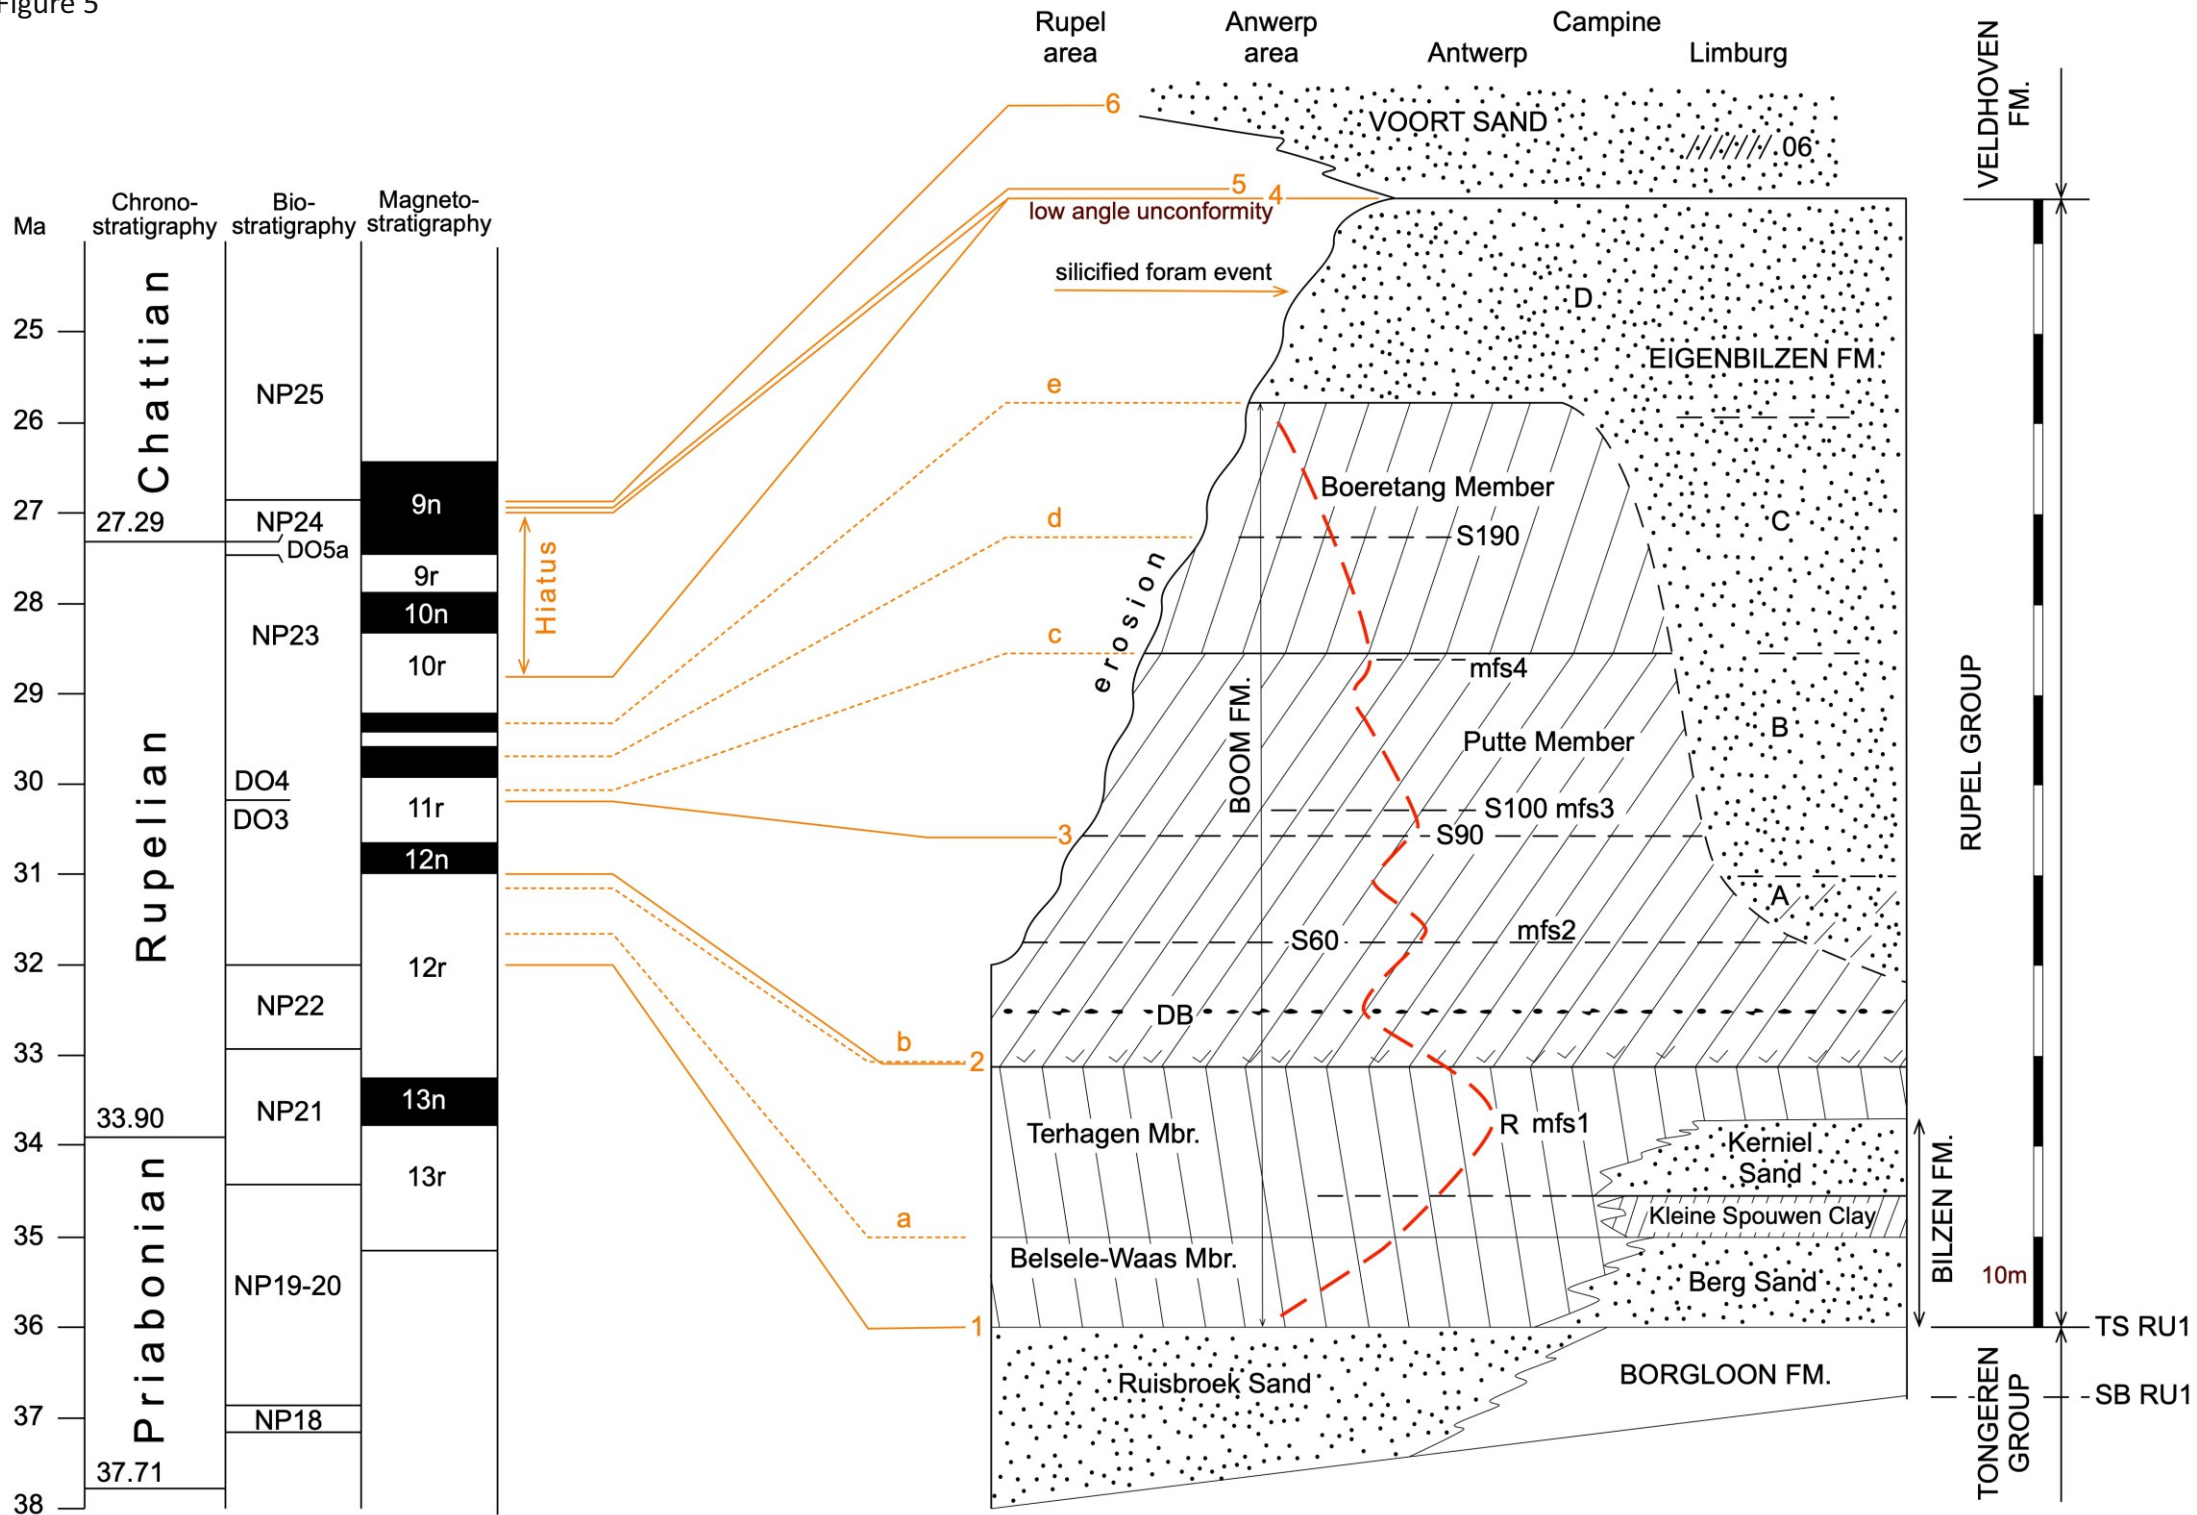 Figure 5
Rupel
area
Anwerp
area
Campine
Antwerp
Limburg
VELDHOVEN
FM.
6
VOORT SAND
06
5
4
low angle unconformity
Chrono-
stratigraphy
Bio-
stratigraphy
Magneto-
stratigraphy
Ma
25
26
27
28
29
30
31
32
33
34
35
36
37
38
Chattian
27.29
Rupelian
33.90
Priabonian
37.71
NP25
NP24
DO5a
NP23
DO4
DO3
NP22
NP21
NP19-20
NP18
9n
9r
10n
10r
11r
12n
12r
13n
13r
Hiatus
silicified foram event
D
EIGENBILZEN FM.
e
Boeretang Member
d
S190
C
erosion
c
mfs4
BOOM FM.
Putte Member
B
S100 mfs3
3
S90
A
S60
mfs2
DB
b
2
Terhagen Mbr.
R mfs1
Kerniel
Sand
a
Kleine Spouwen Clay
Belsele-Waas Mbr.
Berg Sand
1
BILZEN FM.
10m
RUPEL GROUP
TS RU1
Ruisbroek Sand
BORGLOON FM.
TONGEREN
GROUP
SB RU1